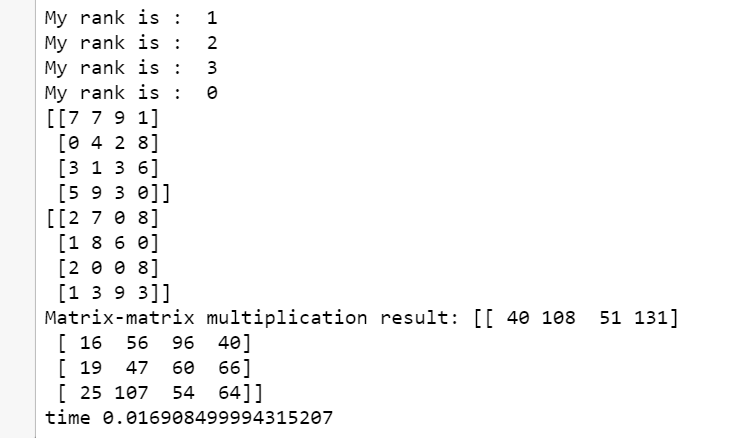 My rank is :  1
My rank is :  2
My rank is :  3
My rank is :  0
[[7 7 9 1]
 [0 4 2 8]
 [3 1 3 6]
 [5 9 3 0]]
[[2 7 0 8]
 [1 8 6 0]
 [2 0 0 8]
 [1 3 9 3]]
Matrix-matrix multiplication result: [[ 40 108  51 131]
 [ 16  56  96  40]
 [ 19  47  60  66]
 [ 25 107  54  64]]
time 0.016908499994315207